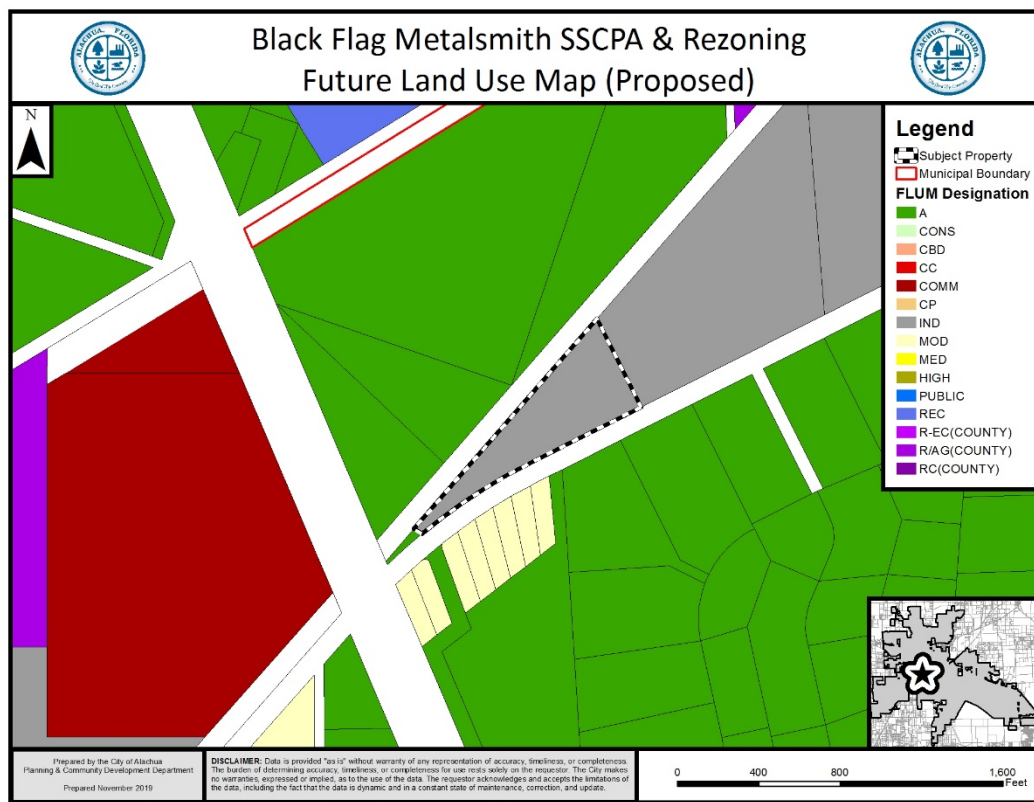 Black Flag Metalsmith SSCPA & Rezoning
Future Land Use Map (Proposed)
ALACHUA, FLORIDA
ALACHUA, FLORIDA
N
Legend
Subject Property
Municipal Boundary
FLUM Designation
A
CONS
CBD
CC
COMM
CP
IND
MOD
MED
HIGH
PUBLIC
REC
R-EC(COUNTY)
R/AG(COUNTY)
RC(COUNTY)
Prepared by the City of Alachua
Planning & Community Development Department
Prepared November 2019
DISCLAIMER: Data is provided "as is" without warranty of any representation of accuracy, timeliness, or completeness.
The burden of determining accuracy, timeliness, or completeness for use rests solely on the requestor. The City makes
no warranties, expressed or implied, as to the use of the data. The requestor acknowledges and accepts the limitations of
the data, including the fact that the data is dynamic and in a constant state of maintenance, correction, and update.
0 400 800 1,600
Feet